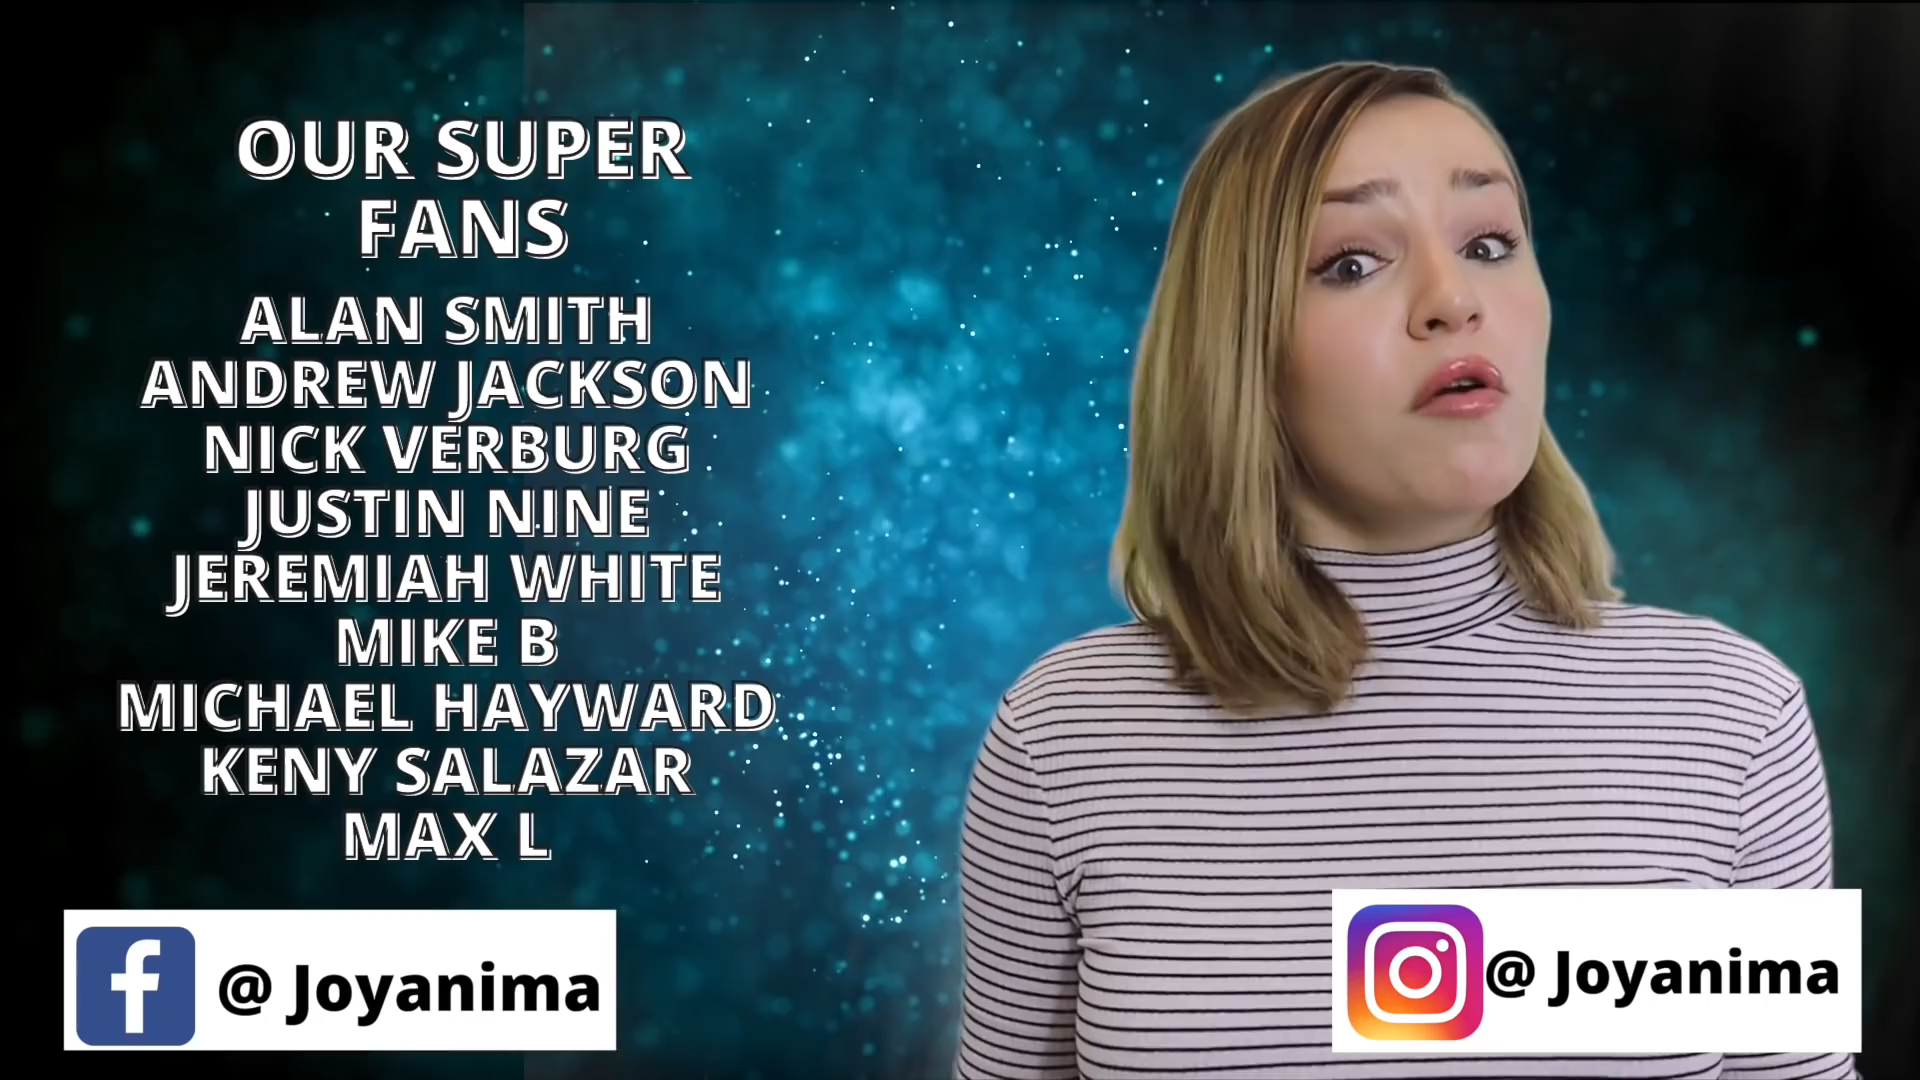 OUR SUPER
FANS
ALAN SMITH
ANDREW JACKSON
NICK VERBURG
JUSTIN NINE
JEREMIAH WHITE
MIKE B
MICHAEL HAYWARD
KENY SALAZAR
MAX L
@ Joyanima
@ Joyanima